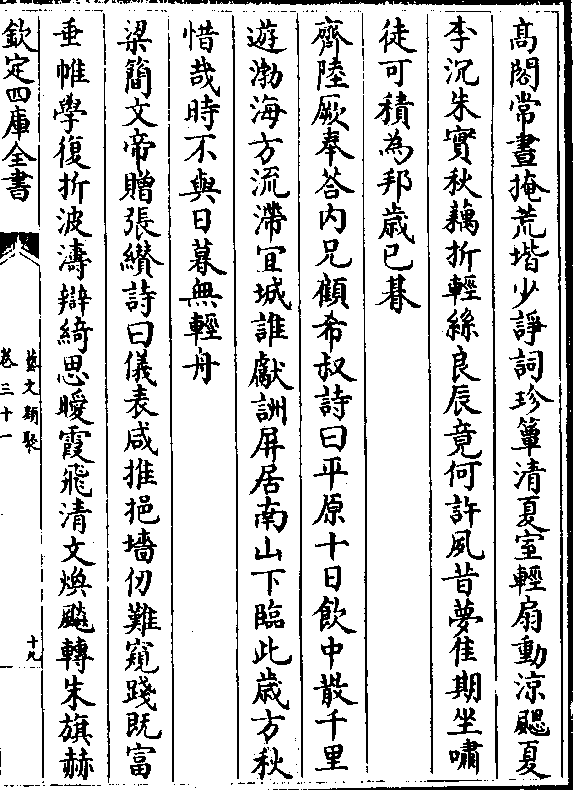 髙閣常晝掩荒堦少諍詞珍簟清夏室輕扇動涼颸夏
李沉朱實秋藕折輕絲良辰竟何許夙昔夢佳期坐嘯
徒可積為邦歲已朞
齊陸厥奉荅内兄顧希叔詩曰平原十日飲中散千里
遊渤海方流滯宜城誰獻詶屏居南山下臨此歲方秋
惜哉時不與日暮無輕舟
梁簡文帝贈張纘詩曰儀表咸推挹墻仞難窺踐既富
垂帷學復折波濤辯綺思曖霞飛清文煥飈轉朱旗赫
欽定四庫全書
藝文類聚
卷三十一
十九